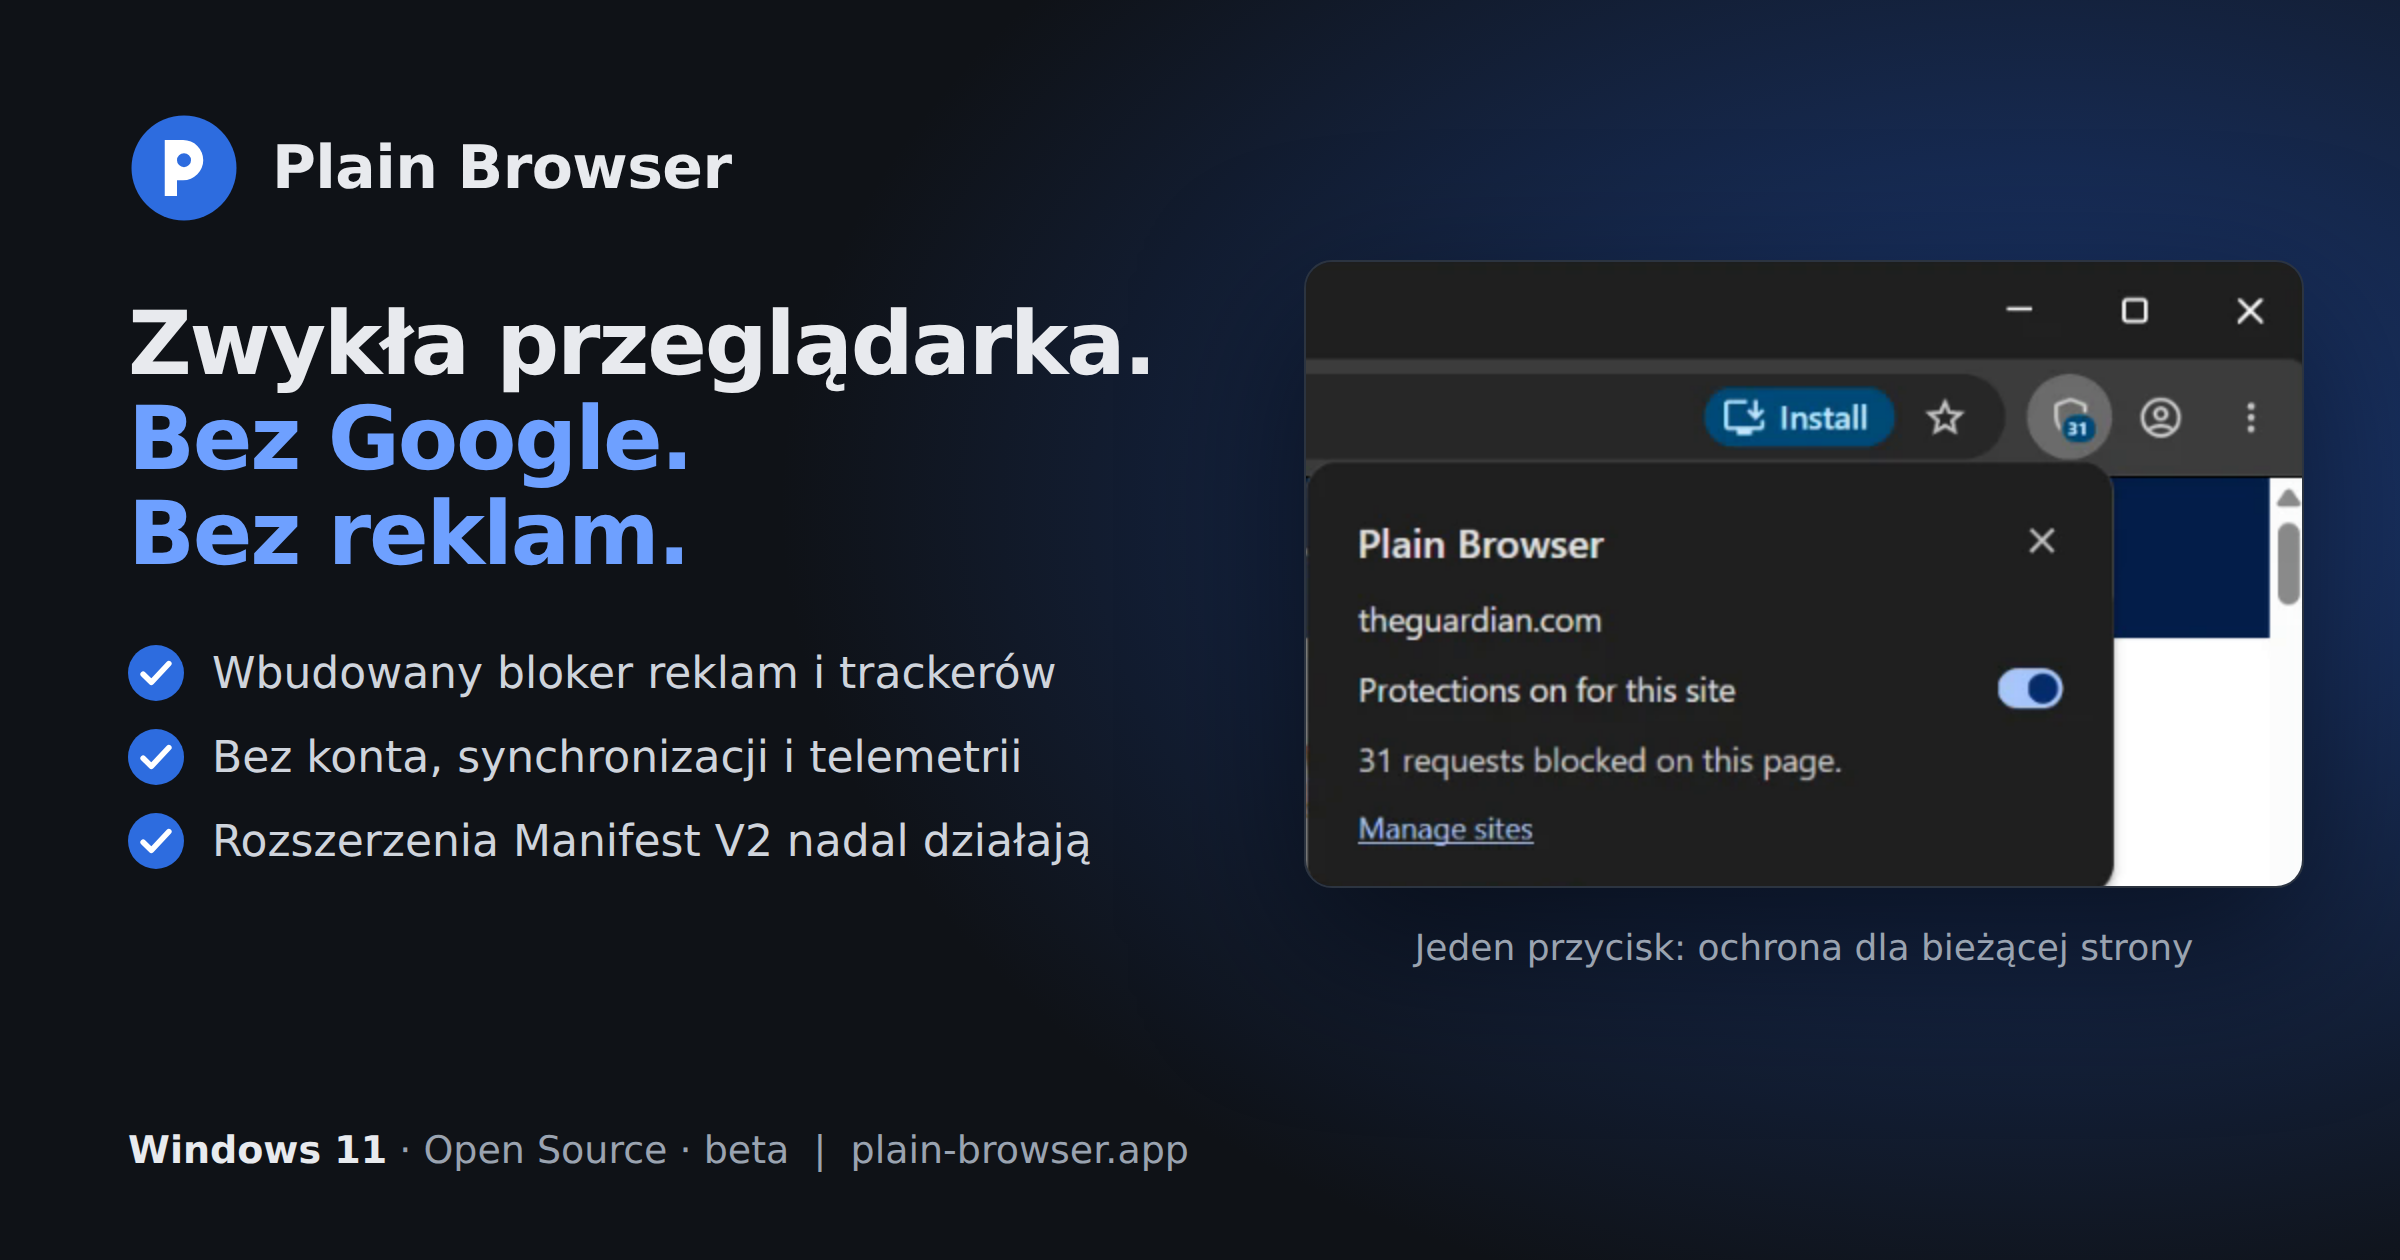 Plain Browser
Zwykła przeglądarka.
Bez Google.
Bez reklam.
Wbudowany bloker reklam i trackerów
Bez konta, synchronizacji i telemetrii
Rozszerzenia Manifest V2 nadal działają
Install
31
Plain Browser
theguardian.com
Protections on for this site
31 requests blocked on this page.
Manage sites
Jeden przycisk: ochrona dla bieżącej strony
Windows 11 · Open Source · beta | plain-browser.app